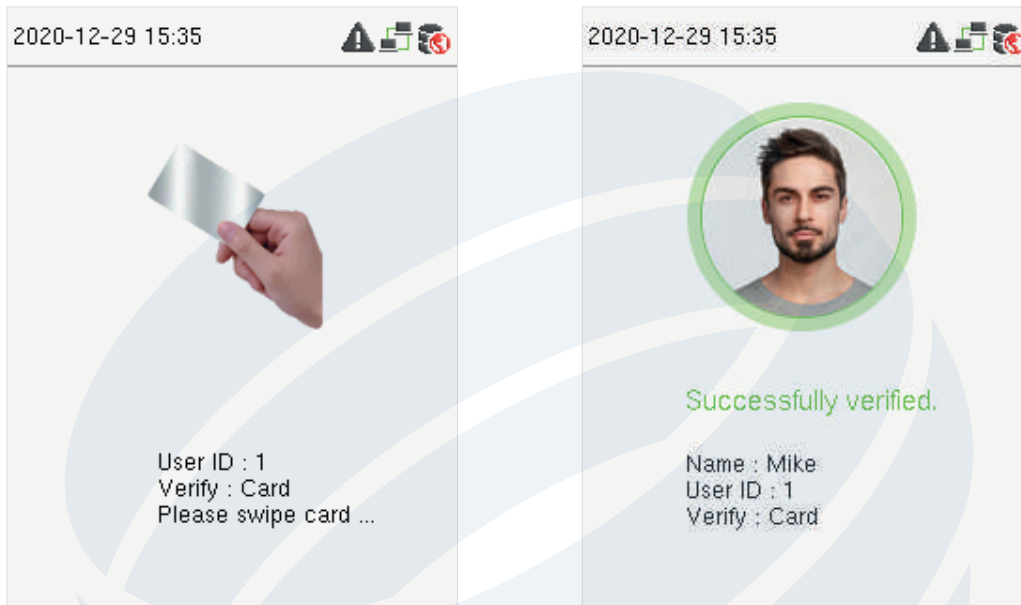 2020-12-29 15:35
User ID : 1
Verify : Card
Please swipe card ...
2020-12-29 15:35
Successfully verified.
Name : Mike
User ID : 1
Verify : Card